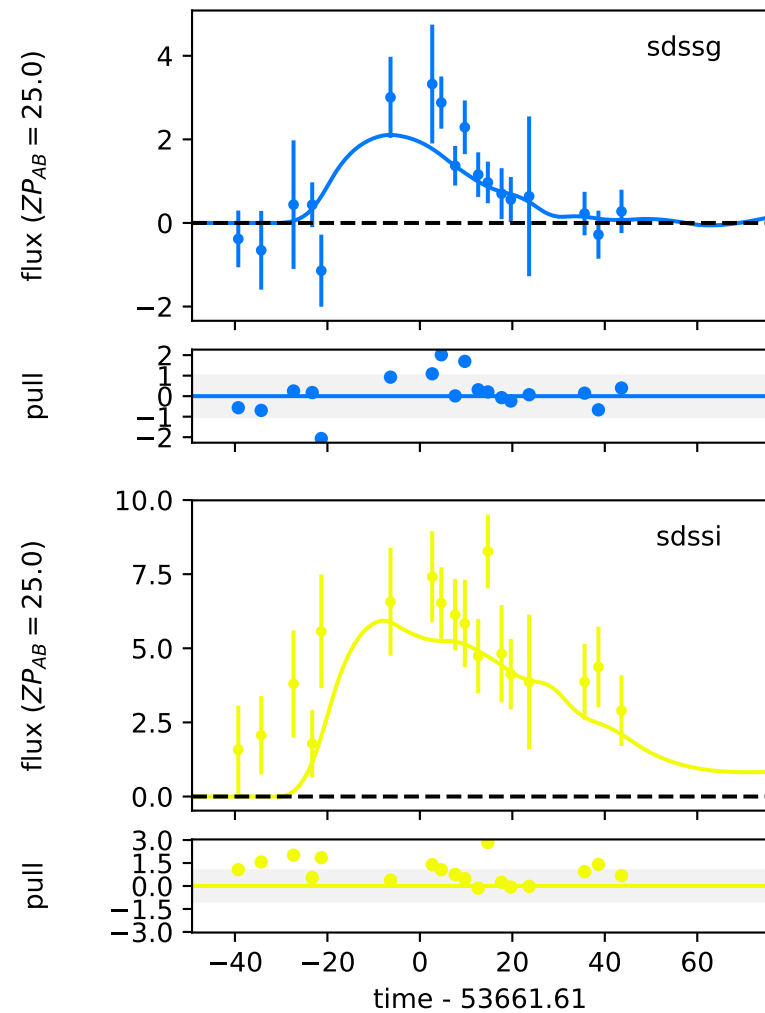 flux (ZP_AB = 25.0)
4
2
0
−2
sdssg
pull
2
1
0
−1
−2
flux (ZP_AB = 25.0)
10.0
7.5
5.0
2.5
0.0
sdssi
pull
3.0
1.5
0.0
−1.5
−3.0
−40 −20 0 20 40 60
time - 53661.61